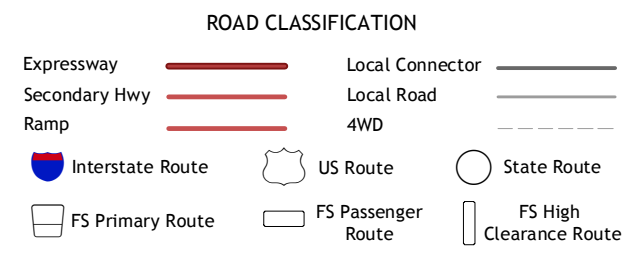 ROAD CLASSIFICATION
Expressway
Local Connector
Secondary Hwy
Local Road
Ramp
4WD
Interstate Route
US Route
State Route
FS Primary Route
FS Passenger
Route
FS High
Clearance Route